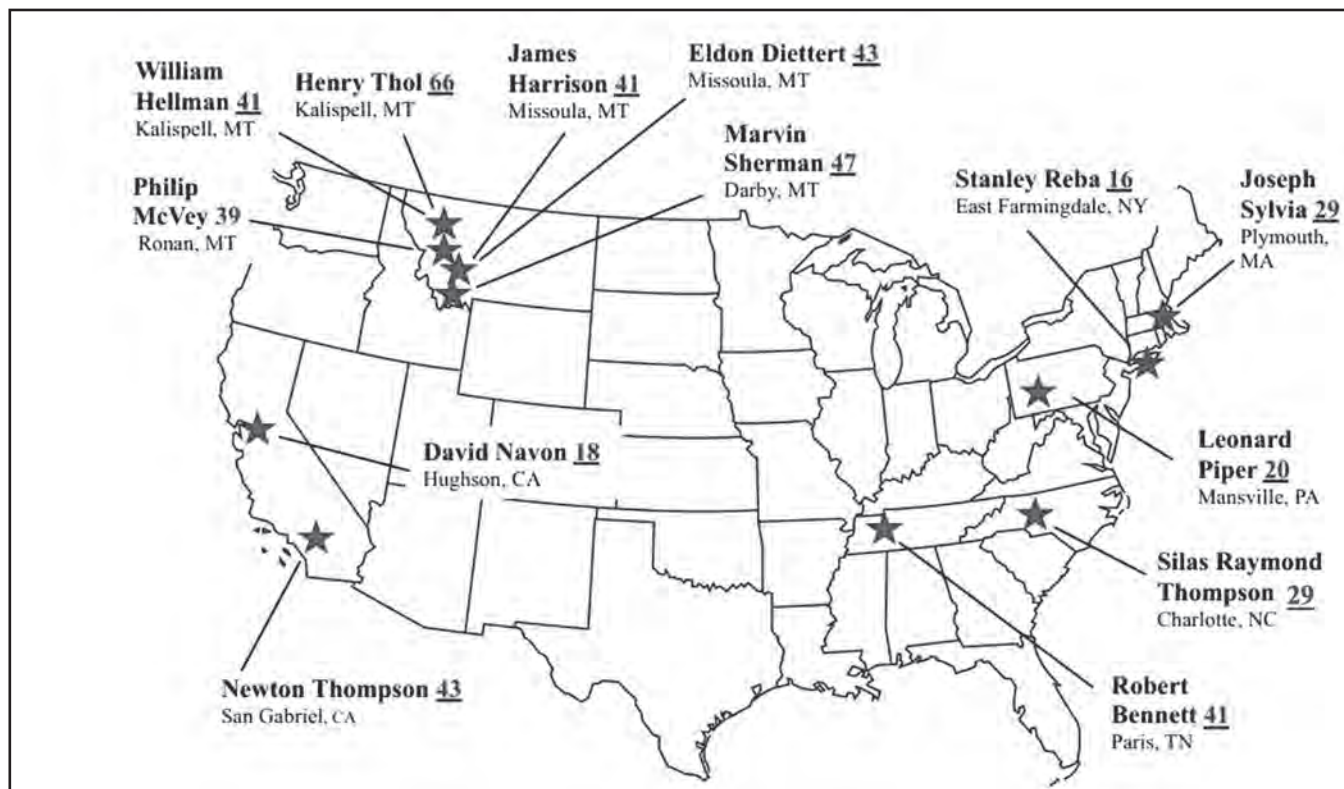 William
Hellman 41
Kalispell, MT
Henry Thol 66
Kalispell, MT
James
Harrison 41
Missoula, MT
Eldon Diettert 43
Missoula, MT
Marvin
Sherman 47
Darby, MT
Philip
McVey 39
Ronan, MT
Stanley Reba 16
East Farmingdale, NY
Joseph
Sylvia 29
Plymouth,
MA
David Navon 18
Hughson, CA
Leonard
Piper 20
Mansville, PA
Silas Raymond
Thompson 29
Charlotte, NC
Newton Thompson 43
San Gabriel, CA
Robert
Bennett 41
Paris, TN